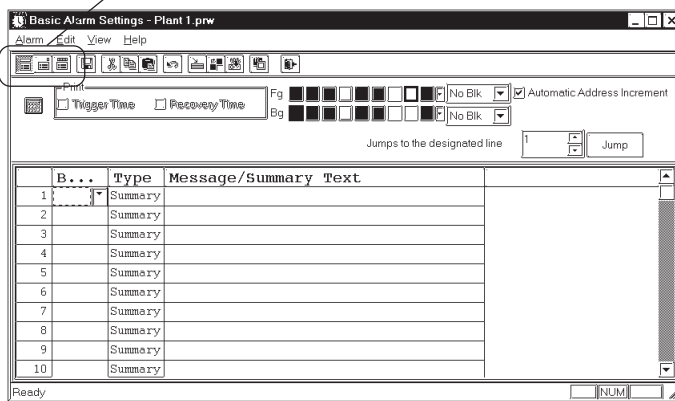 Basic Alarm Settings - Plant 1.prw
Alarm Edit View Help
Print
Trigger Time Recovery Time
Fg No Blk Automatic Address Increment
Bg No Blk
Jumps to the designated line 1 Jump
B... Type Message/Summary Text
1 Summary
2 Summary
3 Summary
4 Summary
5 Summary
6 Summary
7 Summary
8 Summary
9 Summary
10 Summary
Ready NUM